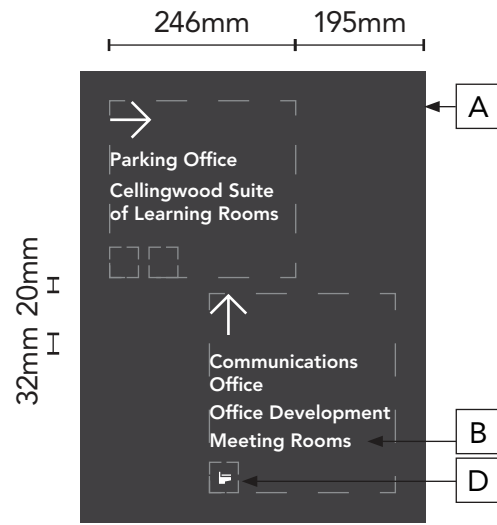 246mm 195mm
A
Parking Office
Cellingwood Suite
of Learning Rooms
20mm
32mm
Communications
Office
Office Development
Meeting Rooms
B
D